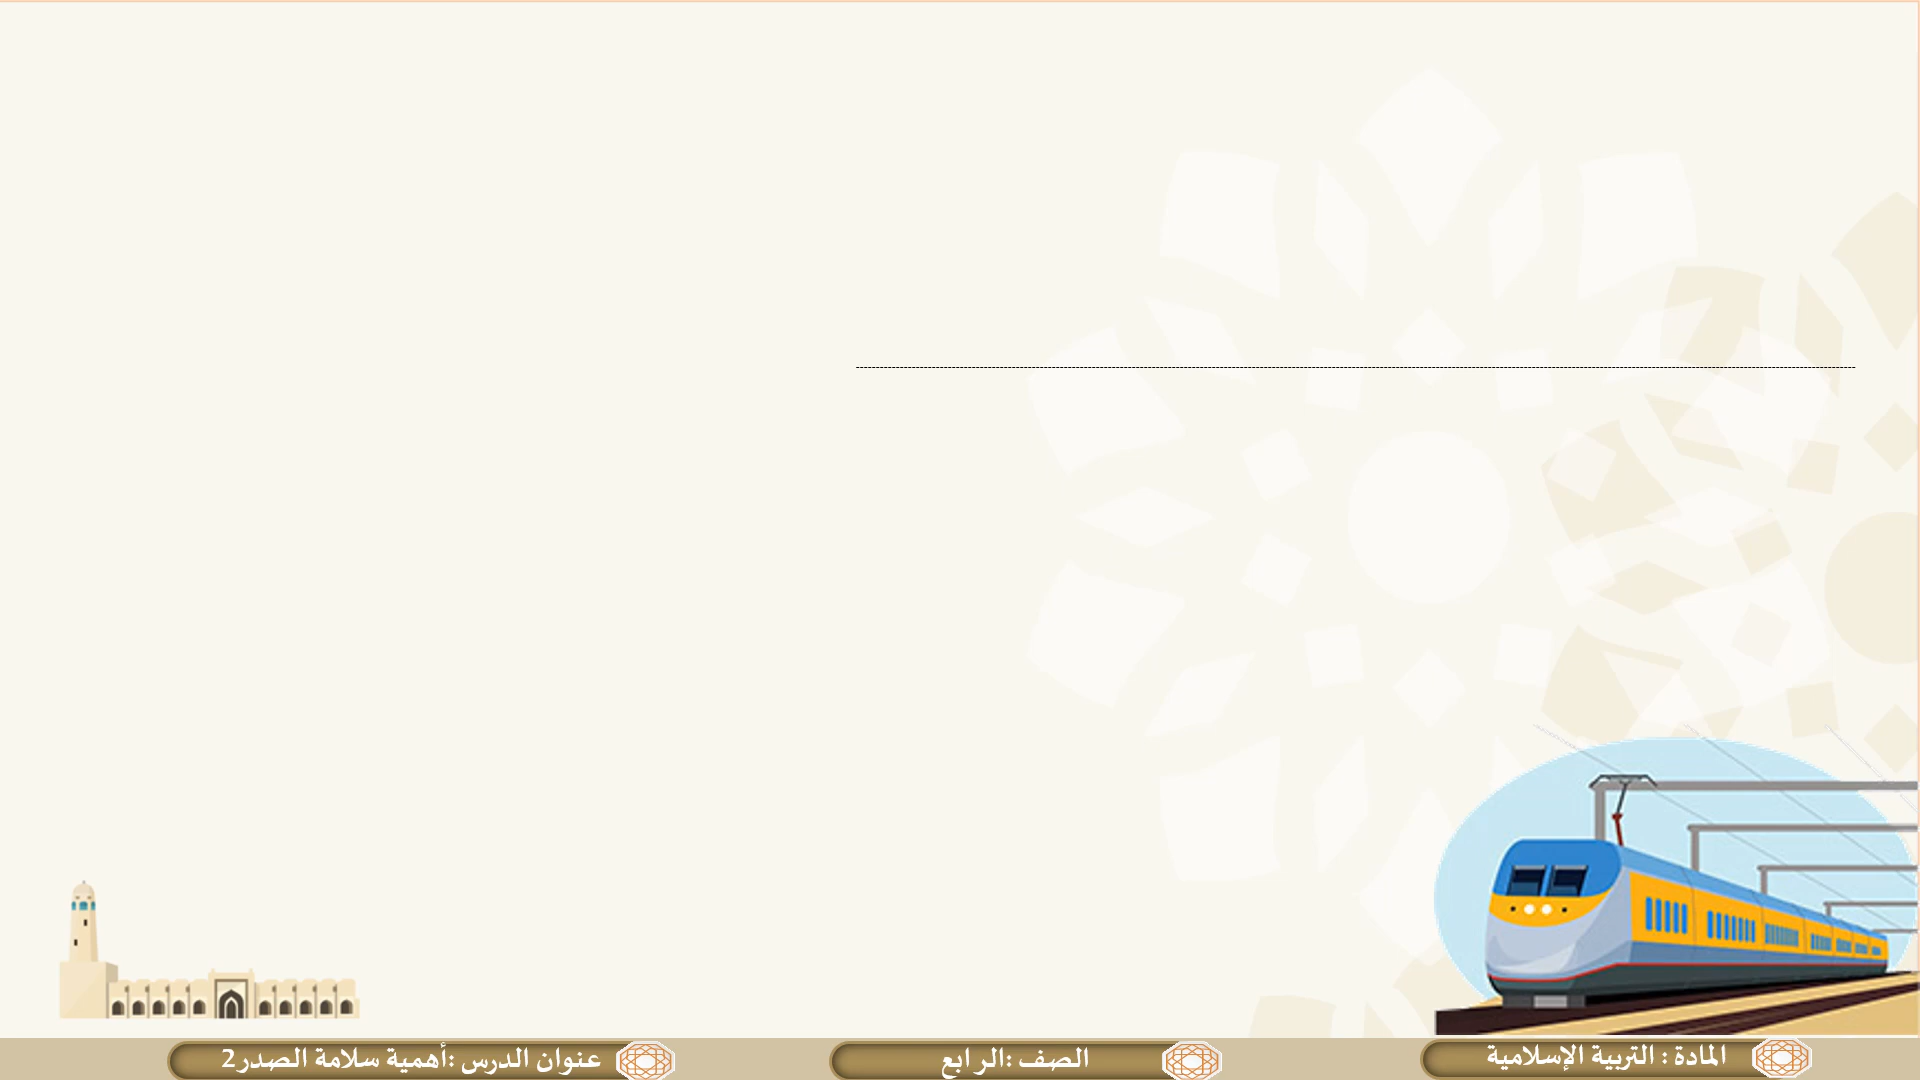 المادة : التربية الإسلامية
الصف :الرابع
عنوان الدرس :أهمية سلامة الصدر2